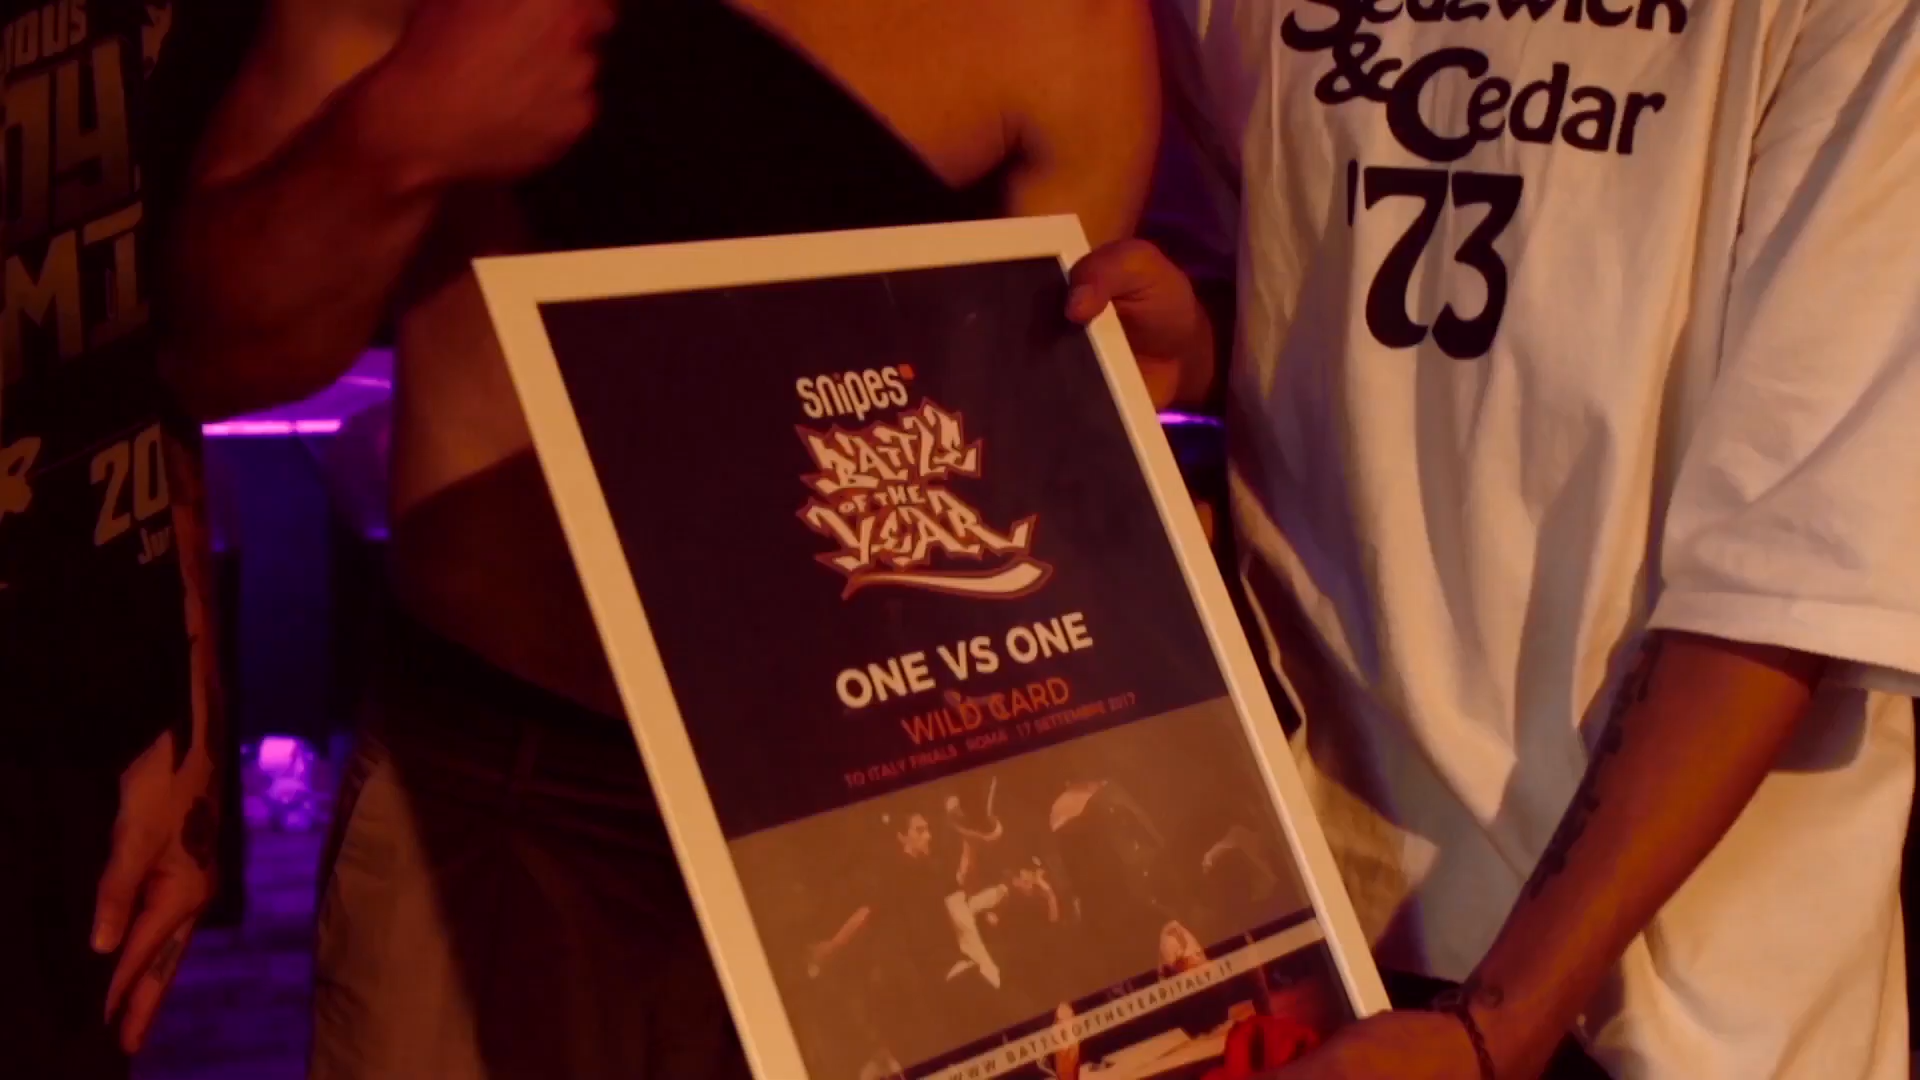 Sedgwick
& Cedar
'73
snipes
BATTLE
OF THE
YEAR
ONE VS ONE
WILD CARD
TO ITALY FINALS ROMA 17 SETTEMBRE 2017
WWW.BATTLEOFTHEYEARITALY.IT
20